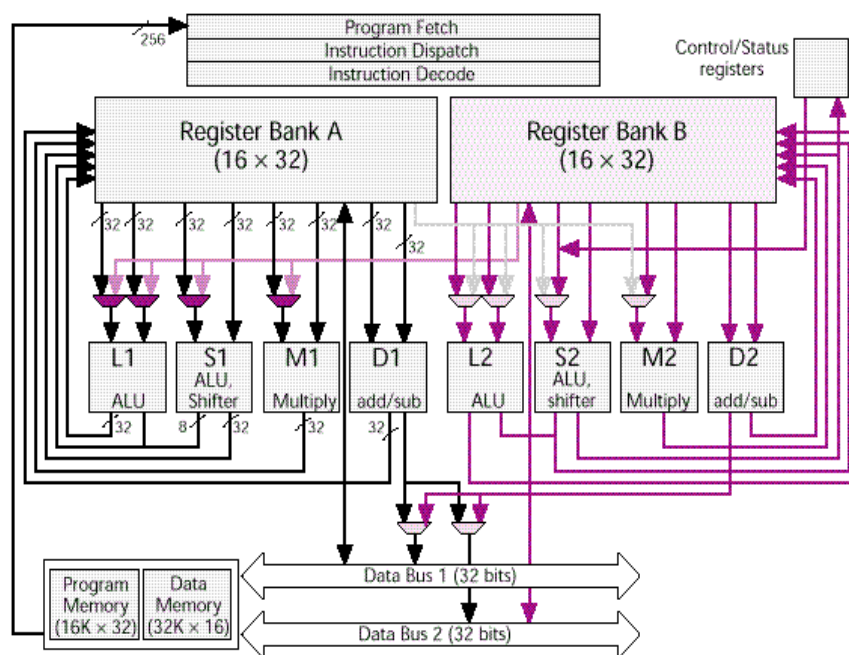 256
Program Fetch
Instruction Dispatch
Instruction Decode
Control/Status
registers
Register Bank A
(16 × 32)
Register Bank B
(16 × 32)
32
32
32
32
32
32
32
32
L1
ALU
S1
ALU,
Shifter
M1
Multiply
D1
add/sub
L2
ALU
S2
ALU,
shifter
M2
Multiply
D2
add/sub
32
8
32
32
32
Program
Memory
(16K × 32)
Data
Memory
(32K × 16)
Data Bus 1 (32 bits)
Data Bus 2 (32 bits)